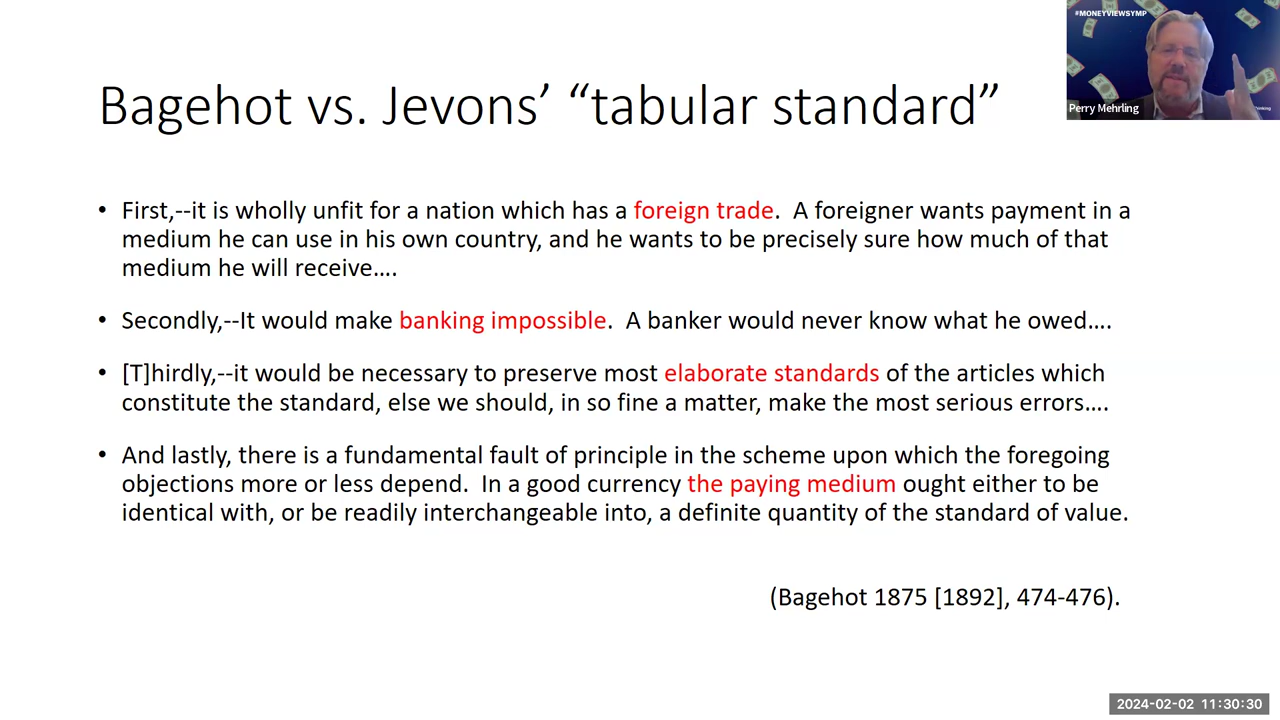 #MONEYVIEWSYMP
Perry Mehrling
Bagehot vs. Jevons’ “tabular standard”
• First,--it is wholly unfit for a nation which has a foreign trade.  A foreigner wants payment in a
medium he can use in his own country, and he wants to be precisely sure how much of that
medium he will receive….
• Secondly,--It would make banking impossible.  A banker would never know what he owed….
• [T]hirdly,--it would be necessary to preserve most elaborate standards of the articles which
constitute the standard, else we should, in so fine a matter, make the most serious errors….
• And lastly, there is a fundamental fault of principle in the scheme upon which the foregoing
objections more or less depend.  In a good currency the paying medium ought either to be
identical with, or be readily interchangeable into, a definite quantity of the standard of value.
(Bagehot 1875 [1892], 474-476).
2024-02-02 11:30:30